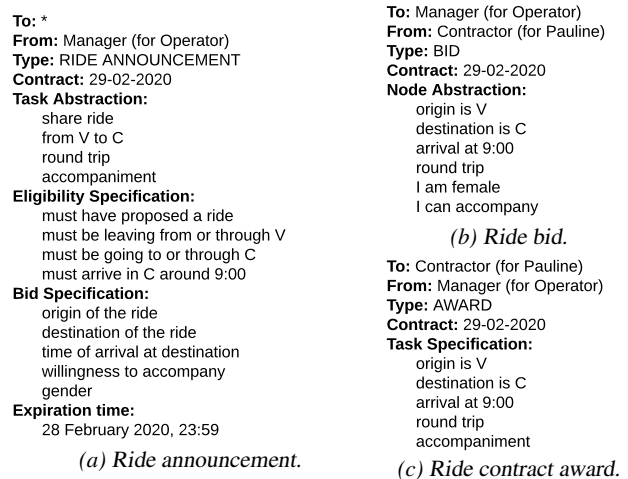 To: *
From: Manager (for Operator)
Type: RIDE ANNOUNCEMENT
Contract: 29-02-2020
Task Abstraction:
share ride
from V to C
round trip
accompaniment
Eligibility Specification:
must have proposed a ride
must be leaving from or through V
must be going to or through C
must arrive in C around 9:00
Bid Specification:
origin of the ride
destination of the ride
time of arrival at destination
willingness to accompany
gender
Expiration time:
28 February 2020, 23:59
(a) Ride announcement.
To: Manager (for Operator)
From: Contractor (for Pauline)
Type: BID
Contract: 29-02-2020
Node Abstraction:
origin is V
destination is C
arrival at 9:00
round trip
I am female
I can accompany
(b) Ride bid.
To: Contractor (for Pauline)
From: Manager (for Operator)
Type: AWARD
Contract: 29-02-2020
Task Specification:
origin is V
destination is C
arrival at 9:00
round trip
accompaniment
(c) Ride contract award.